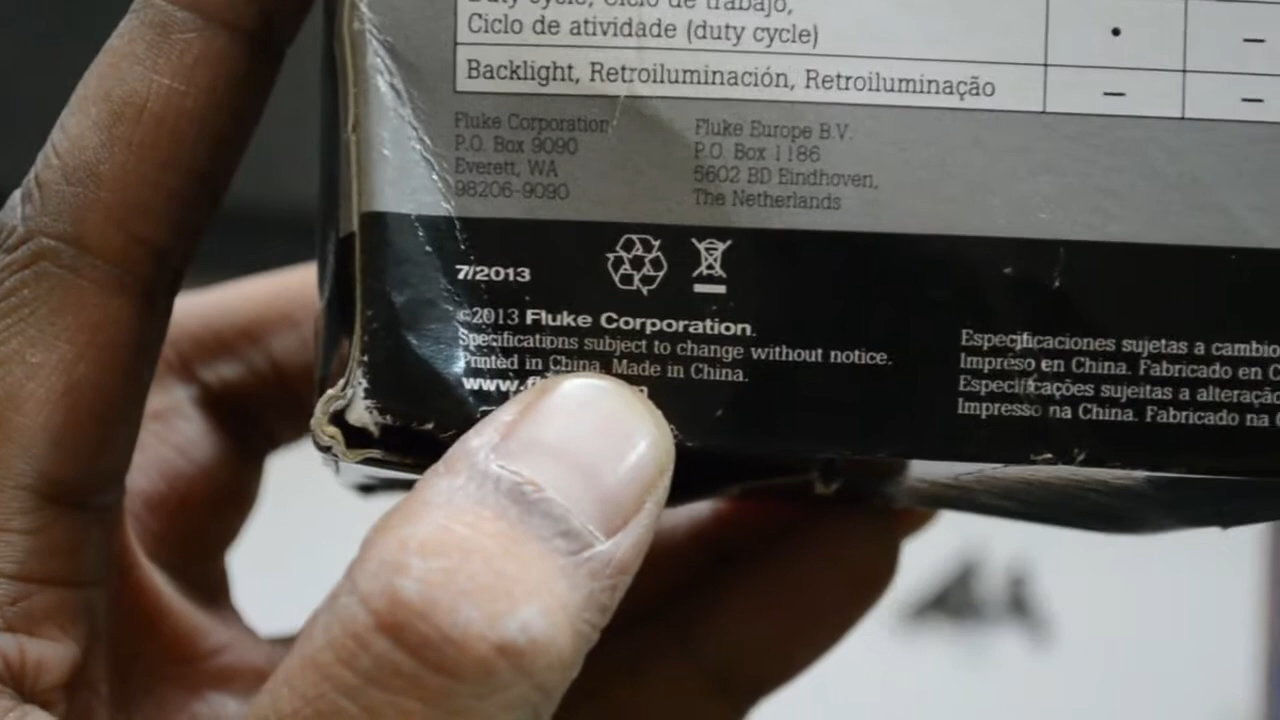 Duty cycle, Ciclo de trabajo,
Ciclo de atividade (duty cycle)
•
–
Backlight, Retroiluminación, Retroiluminação
–
–
Fluke Corporation
P.O. Box 9090
Everett, WA
98206-9090
Fluke Europe B.V.
P.O. Box 1186
5602 BD Eindhoven,
The Netherlands
7/2013
©2013 Fluke Corporation.
Specifications subject to change without notice.
Printed in China. Made in China.
www.
Especificaciones sujetas a cambio
Impreso en China. Fabricado en
Especificações sujeitas a
Impresso na China. Fabricado na